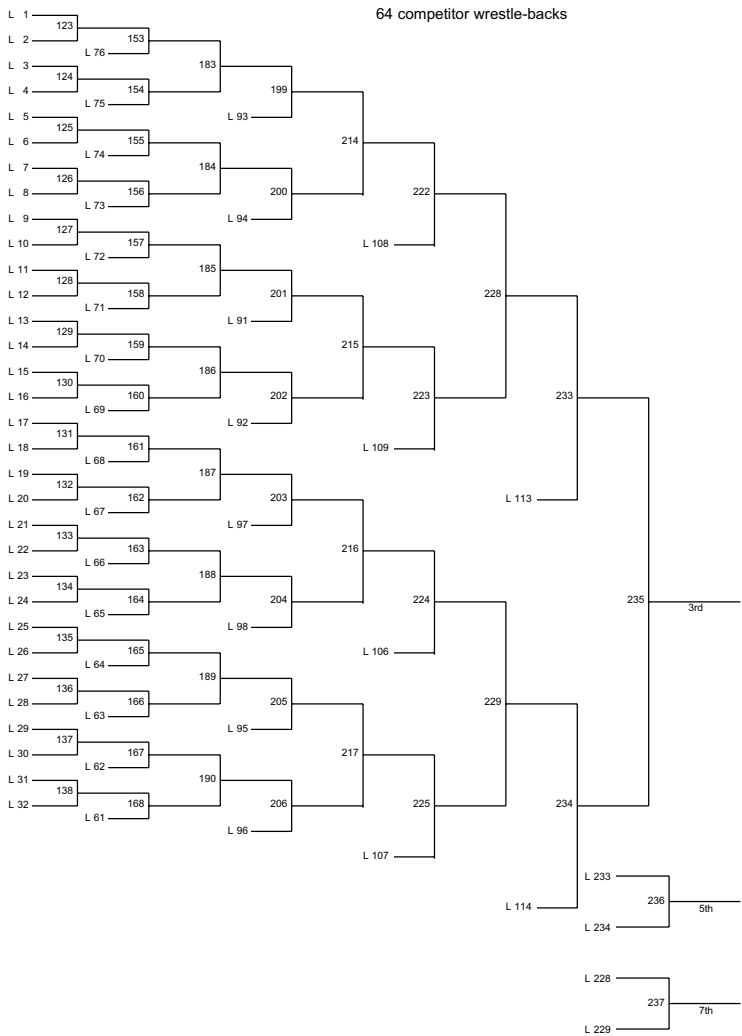 64 competitor wrestle-backs
L 1
123
L 2
153
L 76
183
L 3
124
L 4
154
L 75
199
L 93
L 5
125
L 6
155
L 74
214
184
L 7
126
L 8
156
L 73
200
222
L 94
L 9
127
L 10
157
L 72
L 108
185
L 11
128
L 12
158
L 71
201
228
L 91
L 13
129
L 14
159
L 70
215
186
L 15
130
L 16
160
L 69
202
223
233
L 92
L 17
131
L 18
161
L 68
L 109
187
L 19
132
L 20
162
L 67
203
L 113
L 97
L 21
133
L 22
163
L 66
216
188
L 23
134
L 24
164
L 65
204
224
235
3rd
L 98
L 25
135
L 26
165
L 64
L 106
189
L 27
136
L 28
166
L 63
205
229
L 95
L 29
137
L 30
167
L 62
217
190
L 31
138
L 32
168
L 61
206
225
234
L 96
L 107
L 233
236
5th
L 114
L 234
L 228
237
7th
L 229